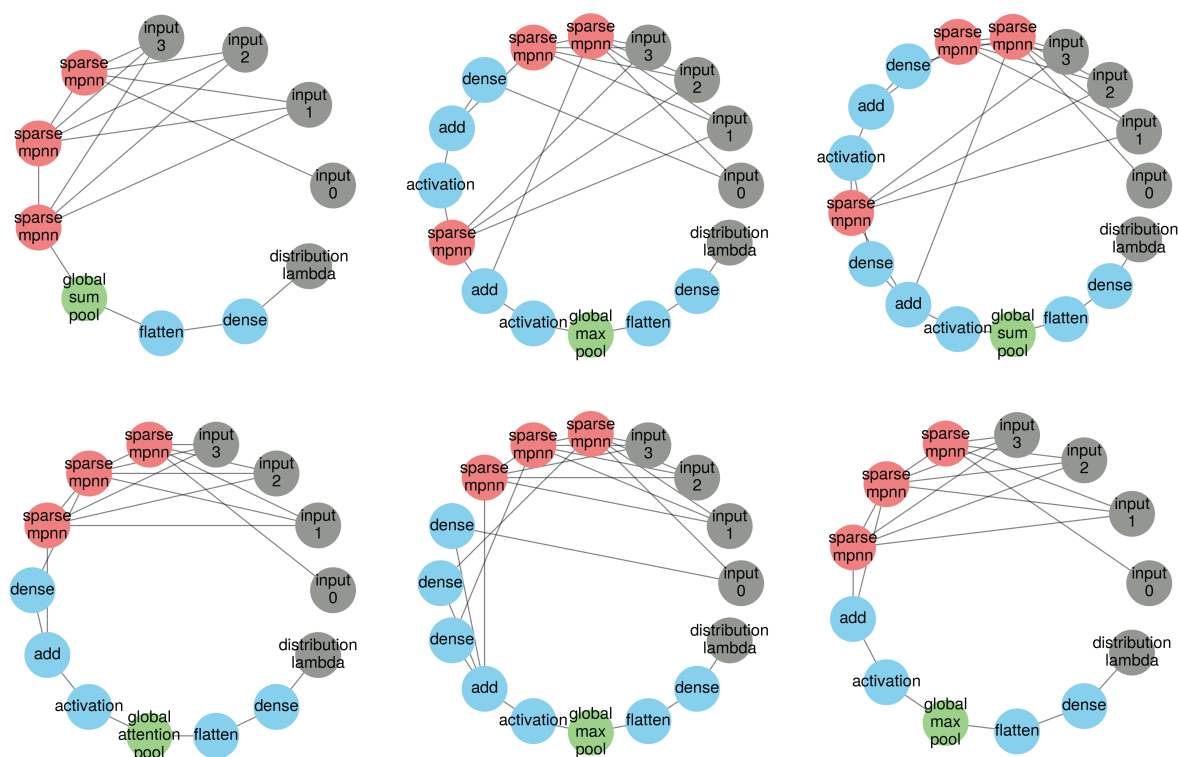 input
3
input
2
sparse
mpnn
input
1
sparse
mpnn
input
0
sparse
mpnn
distribution
lambda
global
sum
pool
flatten
dense
sparse
mpnn
sparse
mpnn
input
3
dense
input
2
add
input
1
activation
input
0
sparse
mpnn
distribution
lambda
add
dense
activation
global
max
pool
flatten
sparse
mpnn
sparse
mpnn
input
3
dense
input
2
add
input
1
activation
input
0
sparse
mpnn
distribution
lambda
dense
dense
add
activation
global
sum
pool
flatten
sparse
mpnn
input
3
sparse
mpnn
input
2
sparse
mpnn
input
1
dense
input
0
add
distribution
lambda
activation
dense
global
attention
pool
flatten
sparse
mpnn
sparse
mpnn
input
3
sparse
mpnn
input
2
dense
input
1
dense
input
0
dense
distribution
lambda
add
dense
activation
global
max
pool
flatten
sparse
mpnn
input
3
sparse
mpnn
input
2
sparse
mpnn
input
1
input
0
add
distribution
lambda
activation
dense
global
max
pool
flatten